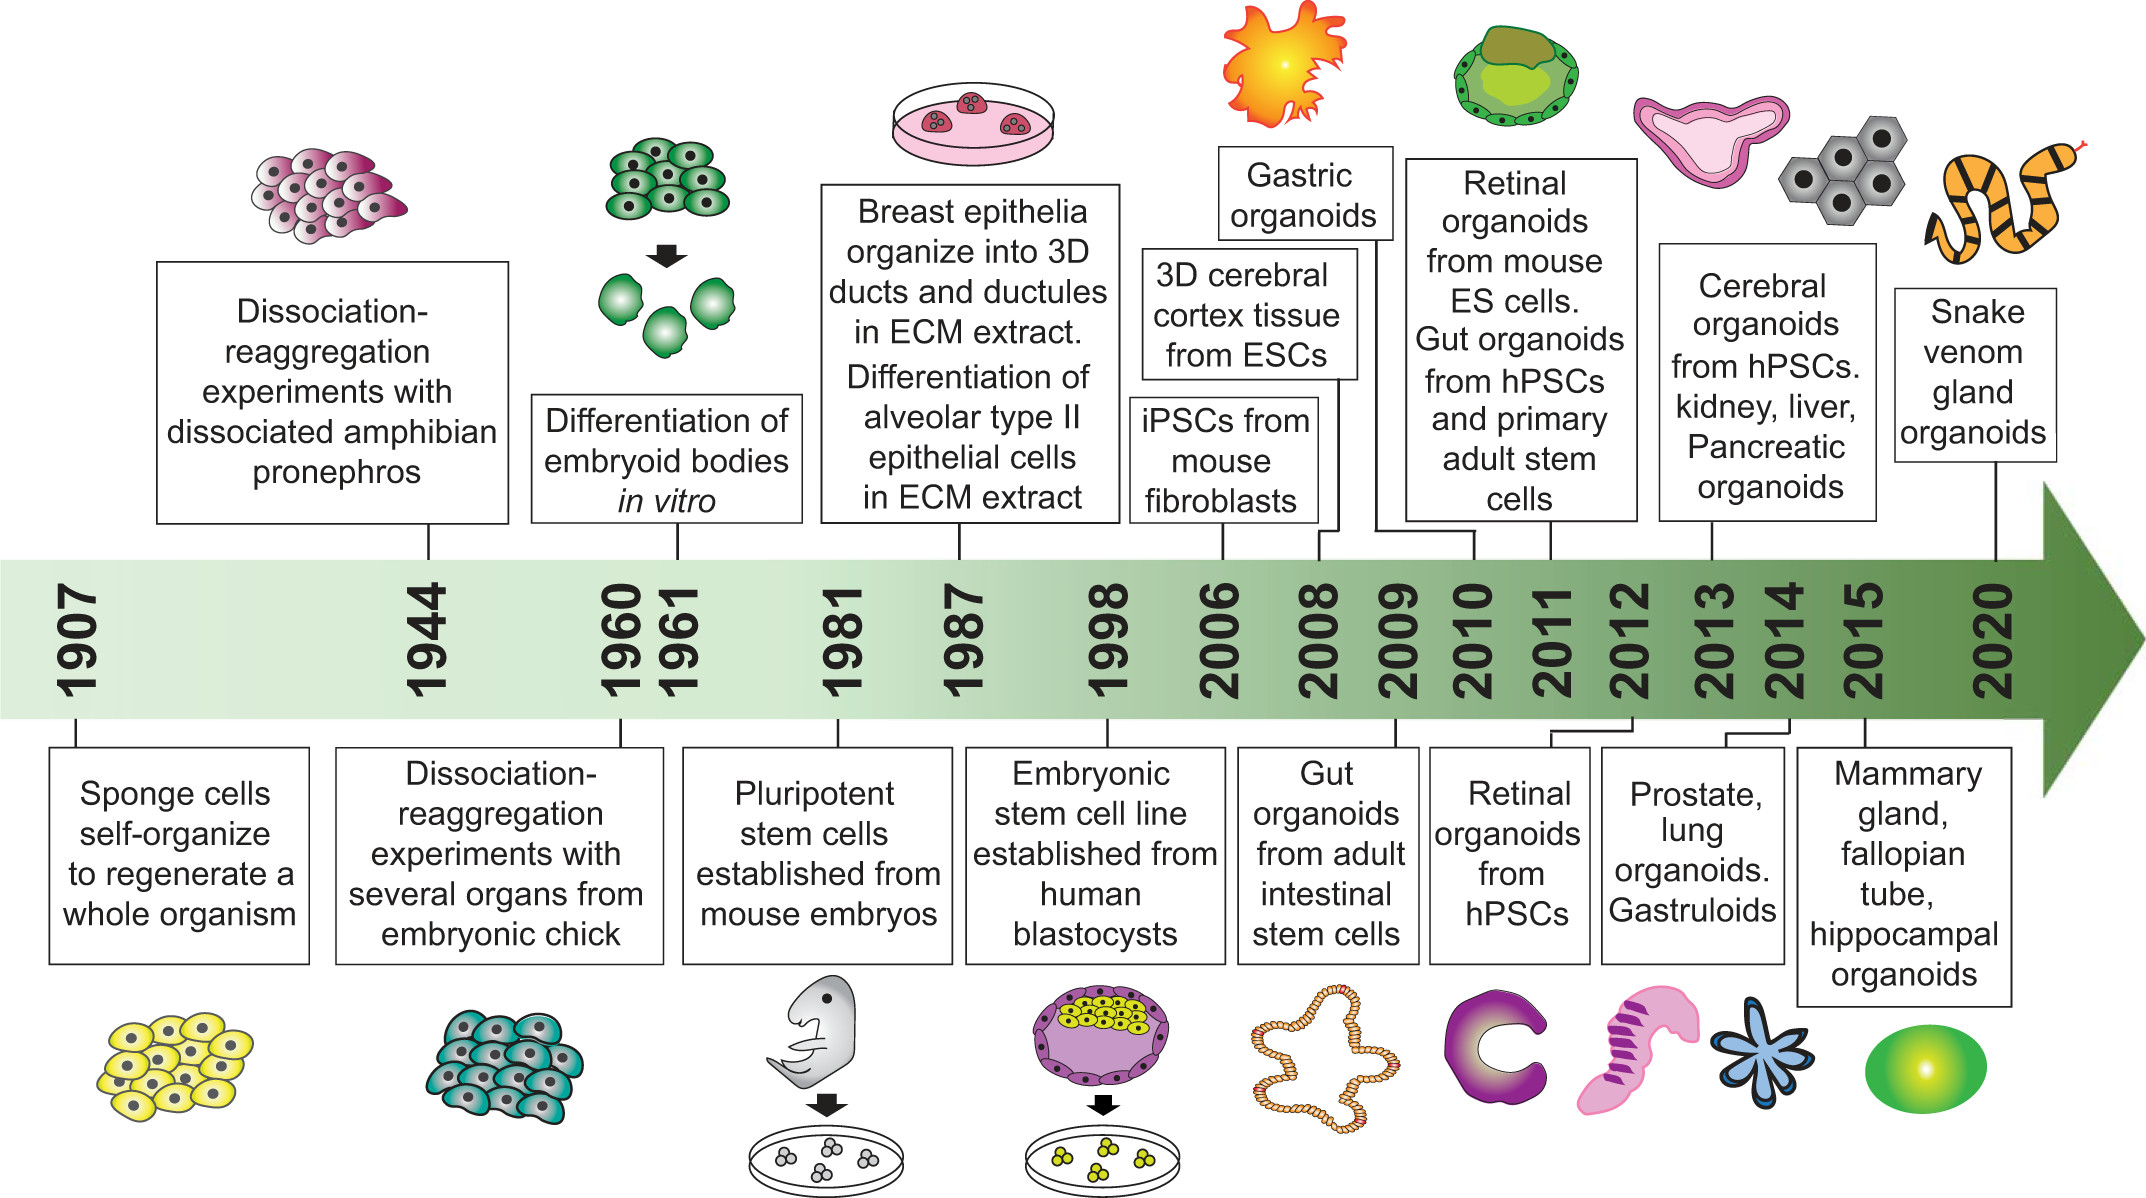 Dissociation-
reaggregation
experiments with
dissociated amphibian
pronephros
Differentiation of
embryoid bodies
in vitro
Breast epithelia
organize into 3D
ducts and ductules
in ECM extract.
Differentiation of
alveolar type II
epithelial cells
in ECM extract
iPSCs from
mouse
fibroblasts
3D cerebral
cortex tissue
from ESCs
Gastric
organoids
Retinal
organoids
from mouse
ES cells.
Gut organoids
from hPSCs
and primary
adult stem
cells
Cerebral
organoids
from hPSCs.
kidney, liver,
Pancreatic
organoids
Snake
venom
gland
organoids
1907
1944
1960
1961
1981
1987
1998
2006
2008
2009
2010
2011
2012
2013
2014
2015
2020
Sponge cells
self-organize
to regenerate a
whole organism
Dissociation-
reaggregation
experiments with
several organs from
embryonic chick
Pluripotent
stem cells
established from
mouse embryos
Embryonic
stem cell line
established from
human
blastocysts
Gut
organoids
from adult
intestinal
stem cells
Retinal
organoids
from
hPSCs
Prostate,
lung
organoids.
Gastruloids
Mammary
gland,
fallopian
tube,
hippocampal
organoids